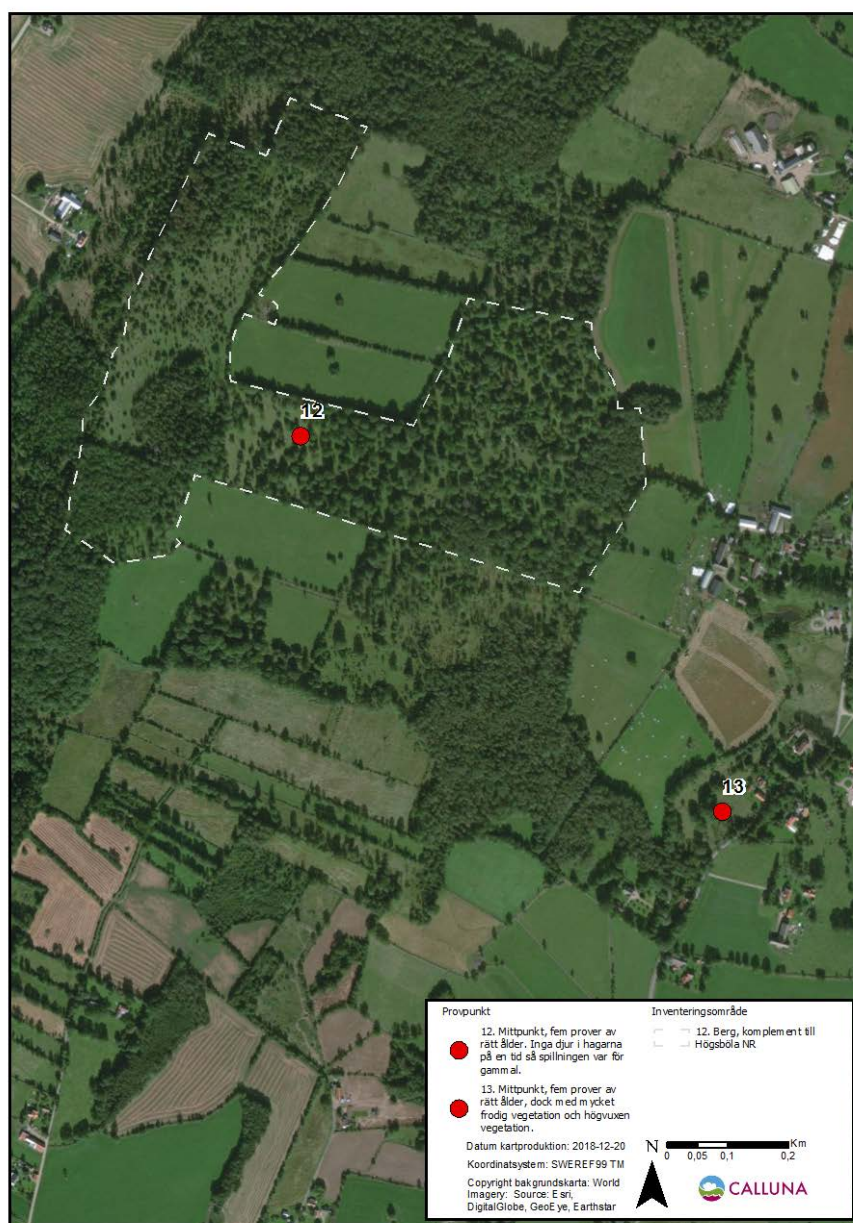 12
13
Provpunkt
12. Mittpunkt, fem prover av
rätt ålder. Inga djur i hagarna
på en tid så spillningen var för
gammal.
13. Mittpunkt, fem prover av
rätt ålder, dock med mycket
frodig vegetation och högvuxen
vegetation.
Inventeringsområde
12. Berg, komplement till
Högsböla NR
Datum kartproduktion: 2018-12-20
Koordinatsystem: SWEREF99 TM
Copyright bakgrundskarta: World
Imagery: Source: Esri,
DigitalGlobe, GeoEye, Earthstar
N
Km
0 0,05 0,1 0,2
CALLUNA